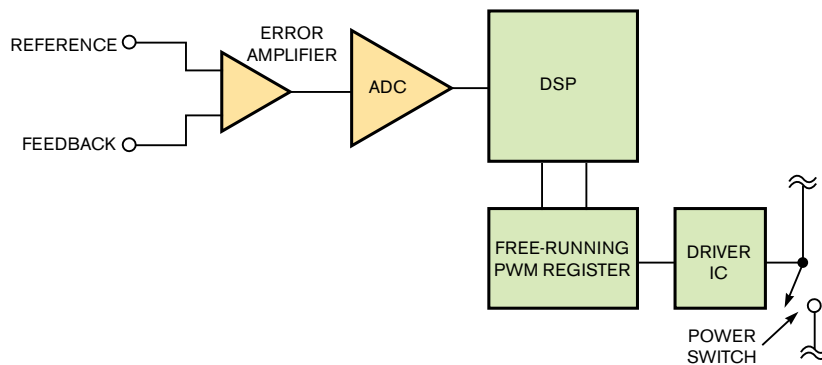 REFERENCE
FEEDBACK
ERROR
AMPLIFIER
ADC
DSP
FREE-RUNNING
PWM REGISTER
DRIVER
IC
POWER
SWITCH